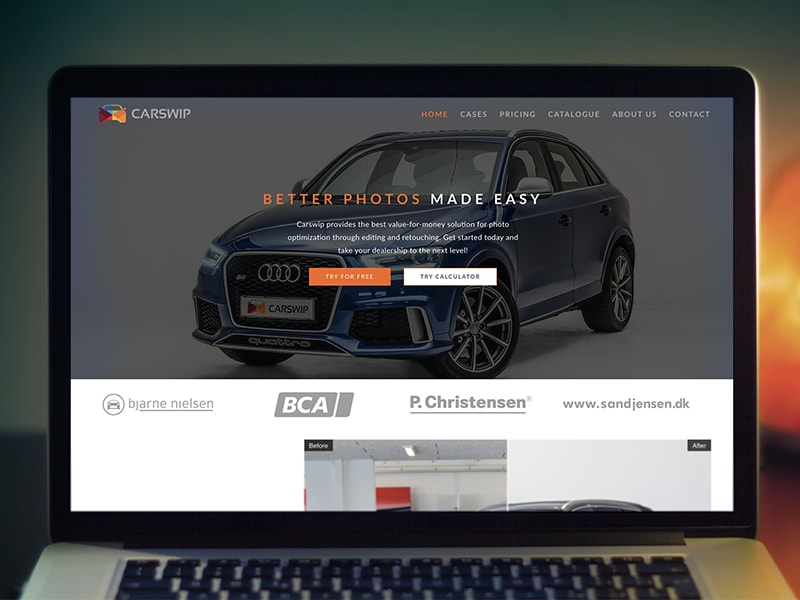 CARSWIP
HOME CASES PRICING CATALOGUE ABOUT US CONTACT
BETTER PHOTOS MADE EASY
Carswip provides the best value-for-money solution for photo
optimization through editing and retouching. Get started today and
take your dealership to the next level!
TRY FOR FREE TRY CALCULATOR
CARSWIP
quattro
bjarne nielsen BCA P. Christensen® www.sandjensen.dk
Before After